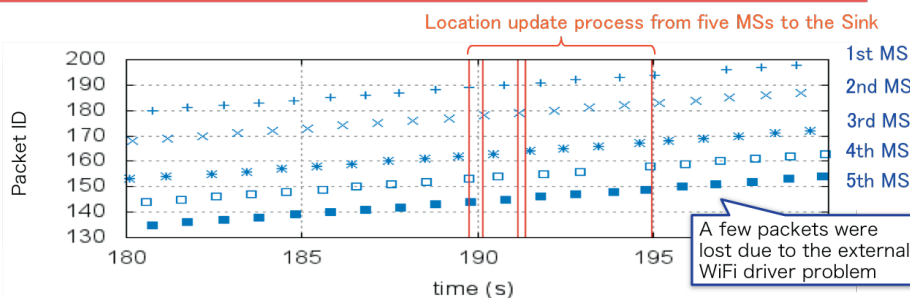 Location update process from five MSs to the Sink
200
190
180
170
160
150
140
130
Packet ID
180
185
190
195
time (s)
1st MS
2nd MS
3rd MS
4th MS
5th MS
A few packets were
lost due to the external
WiFi driver problem